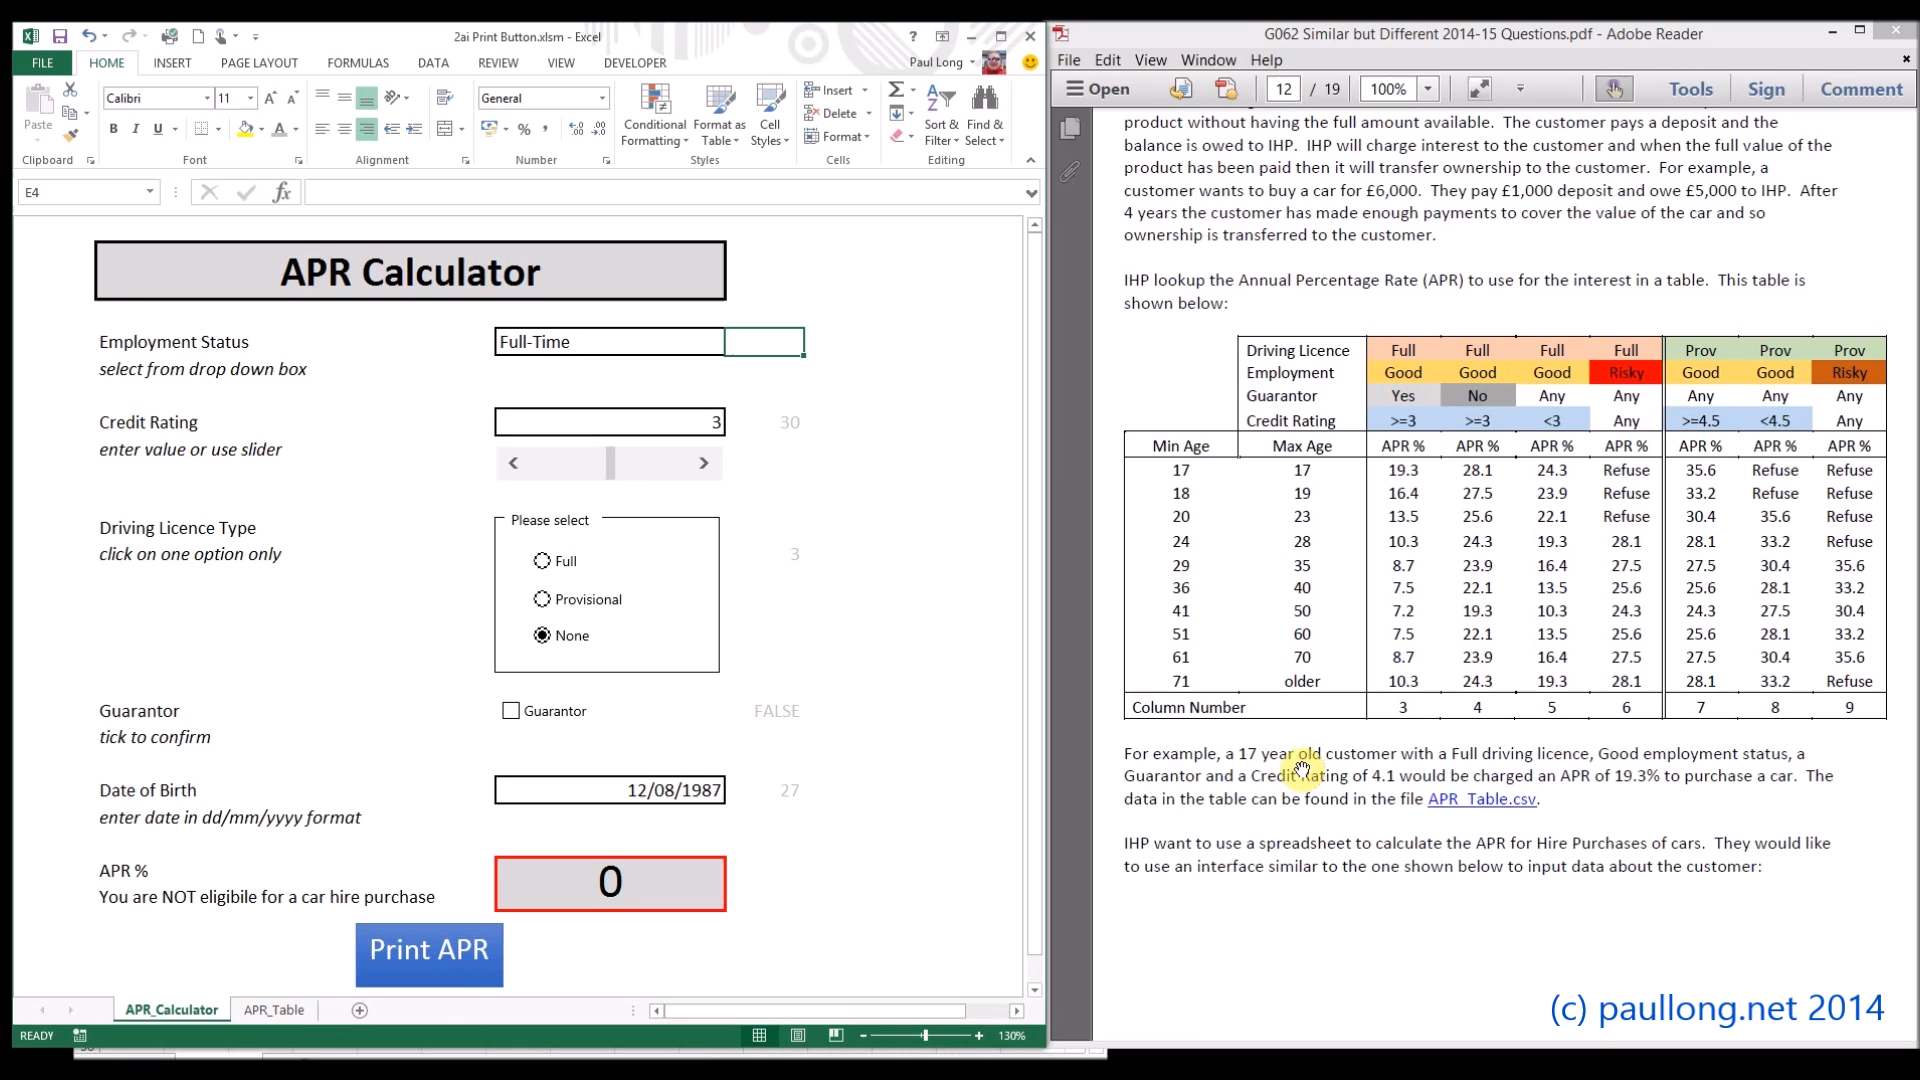 2ai Print Button.xlsm - Excel
FILE HOME INSERT PAGE LAYOUT FORMULAS DATA REVIEW VIEW DEVELOPER Paul Long
Paste
Calibri 11
B I U
General
Conditional Formatting
Format as Table
Cell Styles
Insert
Delete
Format
Sort & Filter
Find & Select
Clipboard Font Alignment Number Styles Cells Editing
E4
fx
APR Calculator
Employment Status Full-Time
select from drop down box
Credit Rating 3 30
enter value or use slider
Please select
Driving Licence Type
click on one option only 3
Full
Provisional
None
Guarantor Guarantor FALSE
tick to confirm
Date of Birth 12/08/1987 27
enter date in dd/mm/yyyy format
APR % 0
You are NOT eligibile for a car hire purchase
Print APR
APR_Calculator APR_Table
READY 130%
G062 Similar but Different 2014-15 Questions.pdf - Adobe Reader
File Edit View Window Help
Open 12 / 19 100% Tools Sign Comment
product without having the full amount available. The customer pays a deposit and the
balance is owed to IHP. IHP will charge interest to the customer and when the full value of the
product has been paid then it will transfer ownership to the customer. For example, a
customer wants to buy a car for £6,000. They pay £1,000 deposit and owe £5,000 to IHP. After
4 years the customer has made enough payments to cover the value of the car and so
ownership is transferred to the customer.
IHP lookup the Annual Percentage Rate (APR) to use for the interest in a table. This table is
shown below:
Driving Licence Full Full Full Full Prov Prov Prov
Employment Good Good Good Risky Good Good Risky
Guarantor Yes No Any Any Any Any Any
Credit Rating >=3 >=3 <3 Any >=4.5 <4.5 Any
Min Age Max Age APR % APR % APR % APR % APR % APR % APR %
17 17 19.3 28.1 24.3 Refuse 35.6 Refuse Refuse
18 19 16.4 27.5 23.9 Refuse 33.2 Refuse Refuse
20 23 13.5 25.6 22.1 Refuse 30.4 35.6 Refuse
24 28 10.3 24.3 19.3 28.1 28.1 33.2 Refuse
29 35 8.7 23.9 16.4 27.5 27.5 30.4 35.6
36 40 7.5 22.1 13.5 25.6 25.6 28.1 33.2
41 50 7.2 19.3 10.3 24.3 24.3 27.5 30.4
51 60 7.5 22.1 13.5 25.6 25.6 28.1 33.2
61 70 8.7 23.9 16.4 27.5 27.5 30.4 35.6
71 older 10.3 24.3 19.3 28.1 28.1 33.2 Refuse
Column Number 3 4 5 6 7 8 9
For example, a 17 year old customer with a Full driving licence, Good employment status, a
Guarantor and a Credit Rating of 4.1 would be charged an APR of 19.3% to purchase a car. The
data in the table can be found in the file APR_Table.csv.
IHP want to use a spreadsheet to calculate the APR for Hire Purchases of cars. They would like
to use an interface similar to the one shown below to input data about the customer:
(c) paullong.net 2014